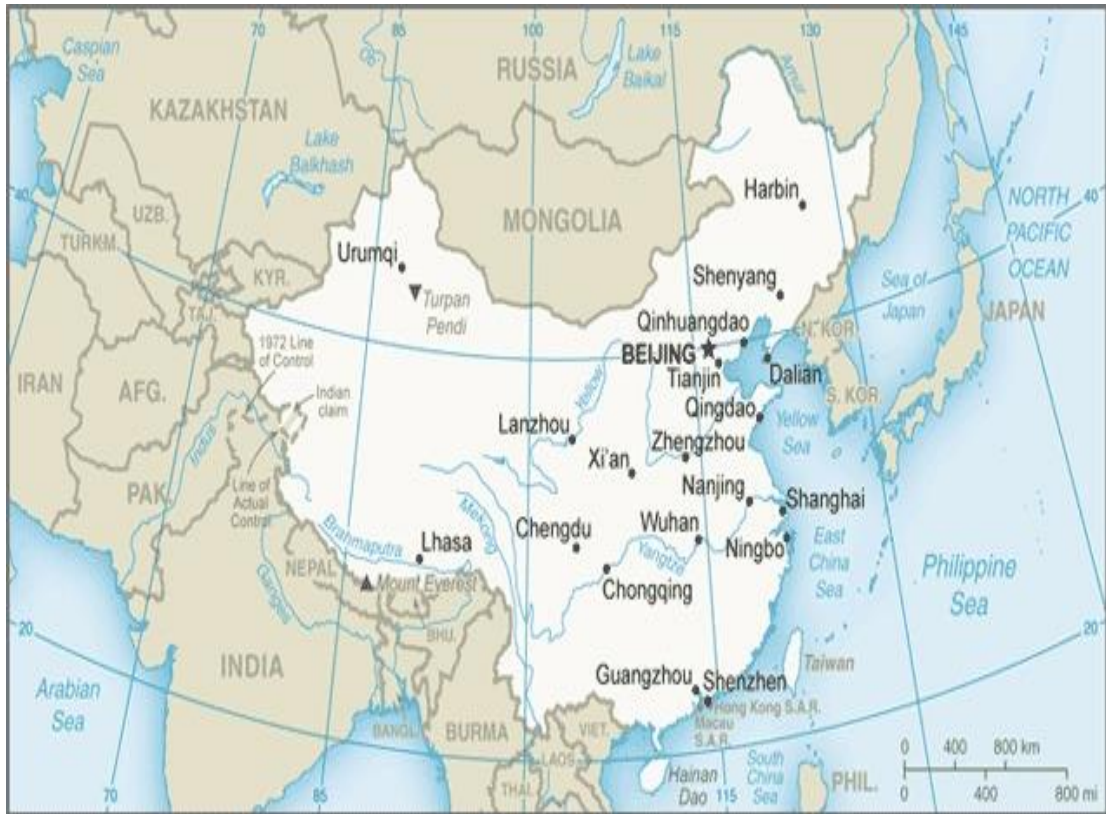 70
85
100
115
130
145
Caspian
Sea
Ob'
RUSSIA
Lake
Baikal
Amur
KAZAKHSTAN
Lake
Balkhash
Harbin
NORTH
PACIFIC
OCEAN
40
40
UZB.
MONGOLIA
TURKM.
Urumqi
KYR.
Turpan
Pendi
Shenyang
Sea of
Japan
JAPAN
TAJ.
Qinhuangdao
N. KOR.
BEIJING
1972 Line
of Control
Tianjin
Dalian
IRAN
AFG.
Indian
claim
Yellow
S. KOR.
Qingdao
Yellow
Sea
Lanzhou
Zhengzhou
Indus
Xi'an
PAK.
Line of
Actual
Control
Nanjing
Shanghai
Mekong
Chengdu
Wuhan
Ningbo
East
China
Sea
Brahmaputra
Lhasa
Yangtze
Philippine
Sea
NEPAL
Mount Everest
Chongqing
Ganges
BHU.
20
20
INDIA
Taiwan
Arabian
Sea
Guangzhou
Shenzhen
Hong Kong S.A.R.
Macau
S.A.R.
BANGL.
BURMA
VIET.
LAOS
0 400 800 km
THAI.
Hainan
Dao
South
China
Sea
PHIL.
0 400 800 mi
70
85
115
130